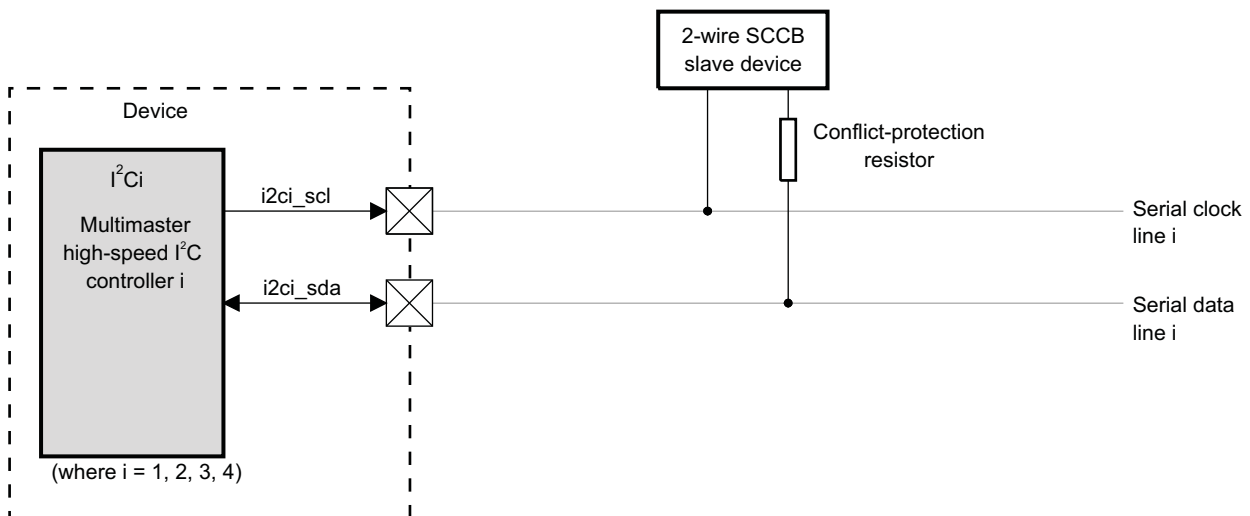 2-wire SCCB
slave device
Device
Conflict-protection
resistor
I²Ci
Multimaster
high-speed I²C
controller i
i2ci_scl
Serial clock
line i
i2ci_sda
Serial data
line i
(where i = 1, 2, 3, 4)